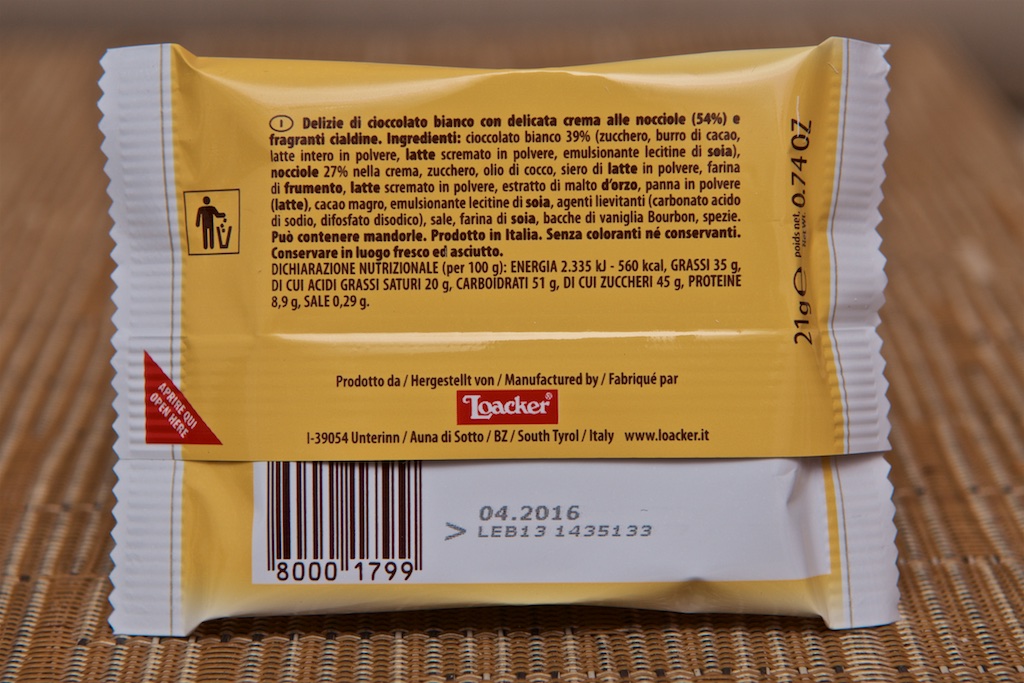 I Delizie di cioccolato bianco con delicata crema alle nocciole (54%) e
fragranti cialdine. Ingredienti: cioccolato bianco 39% (zucchero, burro di cacao,
latte intero in polvere, latte scremato in polvere, emulsionante lecitine di soia),
nocciole 27% nella crema, zucchero, olio di cocco, siero di latte in polvere, farina
di frumento, latte scremato in polvere, estratto di malto d'orzo, panna in polvere
(latte), cacao magro, emulsionante lecitine di soia, agenti lievitanti (carbonato acido
di sodio, difosfato disodico), sale, farina di soia, bacche di vaniglia Bourbon, spezie.
Può contenere mandorle. Prodotto in Italia. Senza coloranti né conservanti.
Conservare in luogo fresco ed asciutto.
DICHIARAZIONE NUTRIZIONALE (per 100 g): ENERGIA 2.335 kJ - 560 kcal, GRASSI 35 g,
DI CUI ACIDI GRASSI SATURI 20 g, CARBOIDRATI 51 g, DI CUI ZUCCHERI 45 g, PROTEINE
8,9 g, SALE 0,29 g.
21g e poids net. Net Wt. 0.74 OZ
APRIRE QUI
OPEN HERE
Prodotto da / Hergestellt von / Manufactured by / Fabriqué par
Loacker®
I-39054 Unterinn / Auna di Sotto / BZ / South Tyrol / Italy www.loacker.it
04.2016
> LEB13 1435133
8000 1799